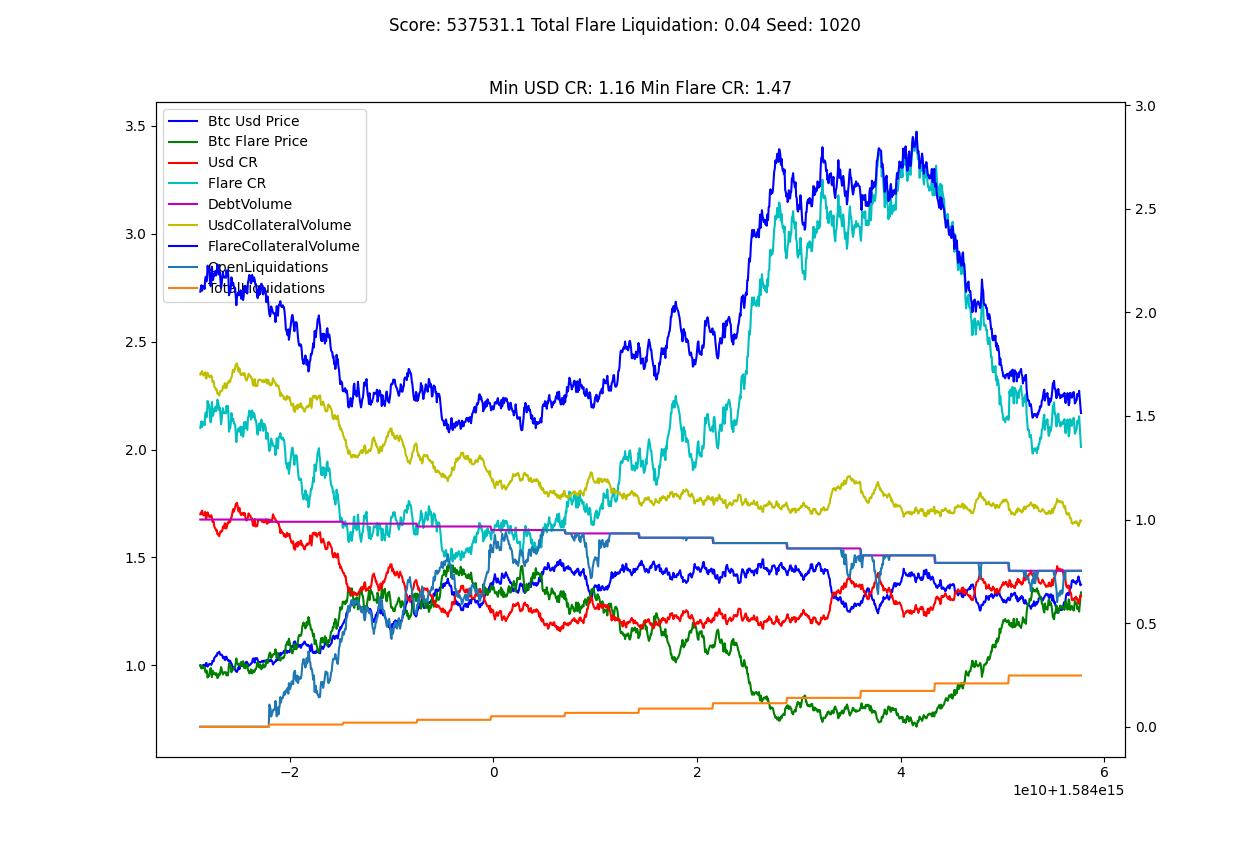 Score: 537531.1 Total Flare Liquidation: 0.04 Seed: 1020
Min USD CR: 1.16 Min Flare CR: 1.47
Btc Usd Price
Btc Flare Price
Usd CR
Flare CR
DebtVolume
UsdCollateralVolume
FlareCollateralVolume
OpenLiquidations
TotalLiquidations
3.5
3.0
2.5
2.0
1.5
1.0
3.0
2.5
2.0
1.5
1.0
0.5
0.0
−2
0
2
4
6
1e10+1.584e15